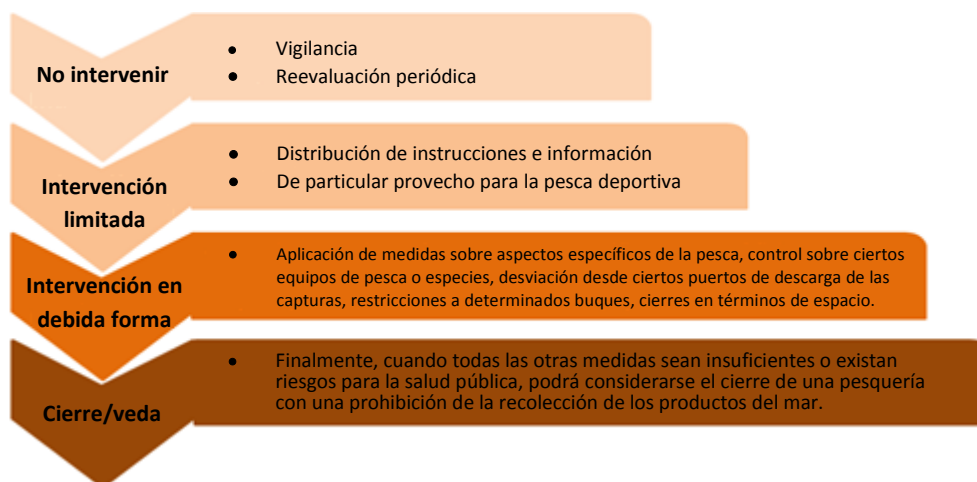 No intervenir
Vigilancia
Reevaluación periódica
Intervención
limitada
Distribución de instrucciones e información
De particular provecho para la pesca deportiva
Intervención en
debida forma
Aplicación de medidas sobre aspectos específicos de la pesca, control sobre ciertos
equipos de pesca o especies, desviación desde ciertos puertos de descarga de las
capturas, restricciones a determinados buques, cierres en términos de espacio.
Cierre/veda
Finalmente, cuando todas las otras medidas sean insuficientes o existan
riesgos para la salud pública, podrá considerarse el cierre de una pesquería
con una prohibición de la recolección de los productos del mar.